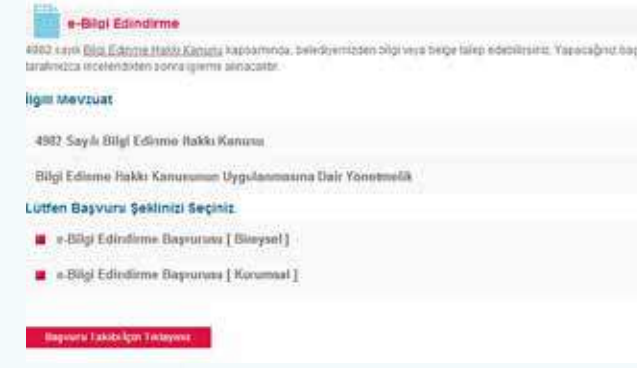 e-Bilgi Edindirme
4982 sayılı Bilgi Edinme Hakkı Kanunu kapsamında, belediyemizden bilgi veya belge talep edebilirsiniz. Yapacağınız baş
tarafımızca incelendikten sonra işleme alınacaktır.
İlgili Mevzuat
4982 Sayılı Bilgi Edinme Hakkı Kanunu
Bilgi Edinme Hakkı Kanununun Uygulanmasına Dair Yönetmelik
Lütfen Başvuru Şeklinizi Seçiniz.
e-Bilgi Edindirme Başvurusu [ Bireysel ]
e-Bilgi Edindirme Başvurusu [ Kurumsal ]
Başvuru Takibi İçin Tıklayınız